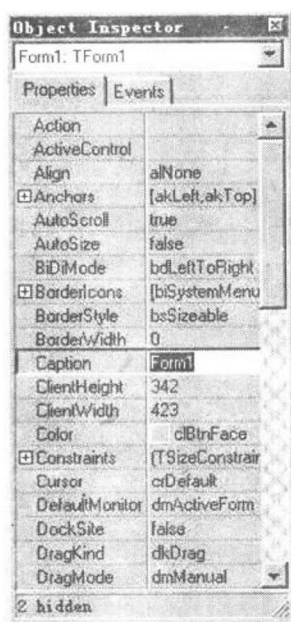 Object Inspector
Form1: TForm1
Properties Events
Action
ActiveControl
Align alNone
Anchors [akLeft,akTop]
AutoScroll true
AutoSize false
BiDiMode bdLeftToRight
BorderIcons [biSystemMenu
BorderStyle bsSizeable
BorderWidth 0
Caption Form1
ClientHeight 342
ClientWidth 423
Color clBtnFace
Constraints (TSizeConstrair
Cursor crDefault
DefaultMonitor dmActiveForm
DockSite false
DragKind dkDrag
DragMode dmManual
2 hidden